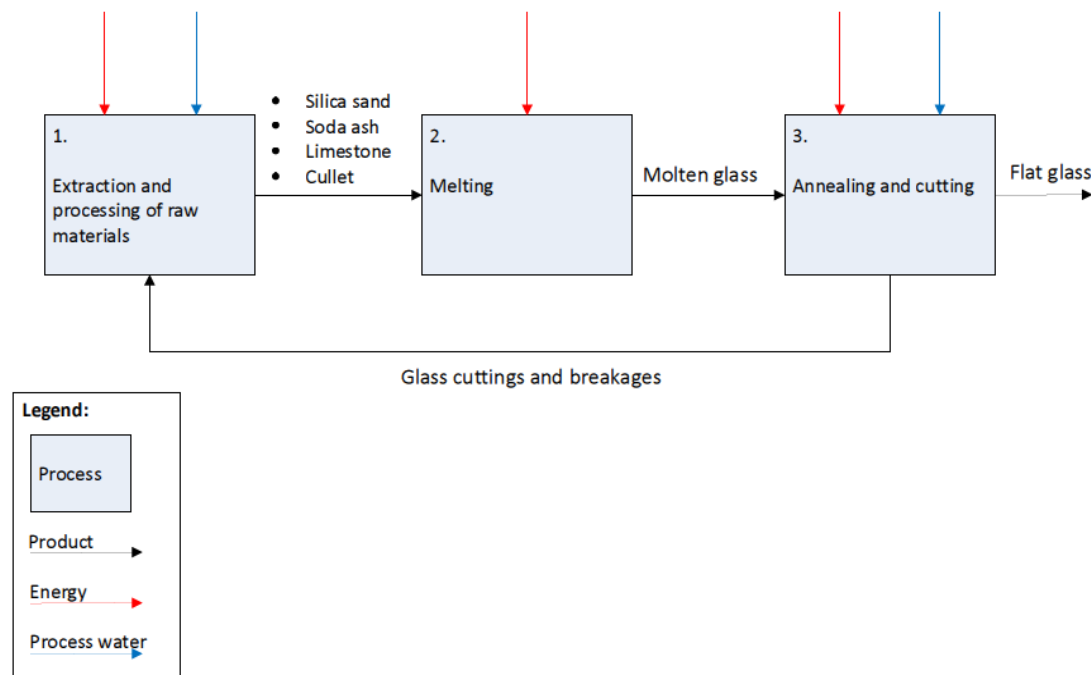 • Silica sand
• Soda ash
• Limestone
• Cullet
1.
Extraction and
processing of raw
materials
2.
Melting
Molten glass
3.
Annealing and cutting
Flat glass
Glass cuttings and breakages
Legend:
Process
Product
Energy
Process water